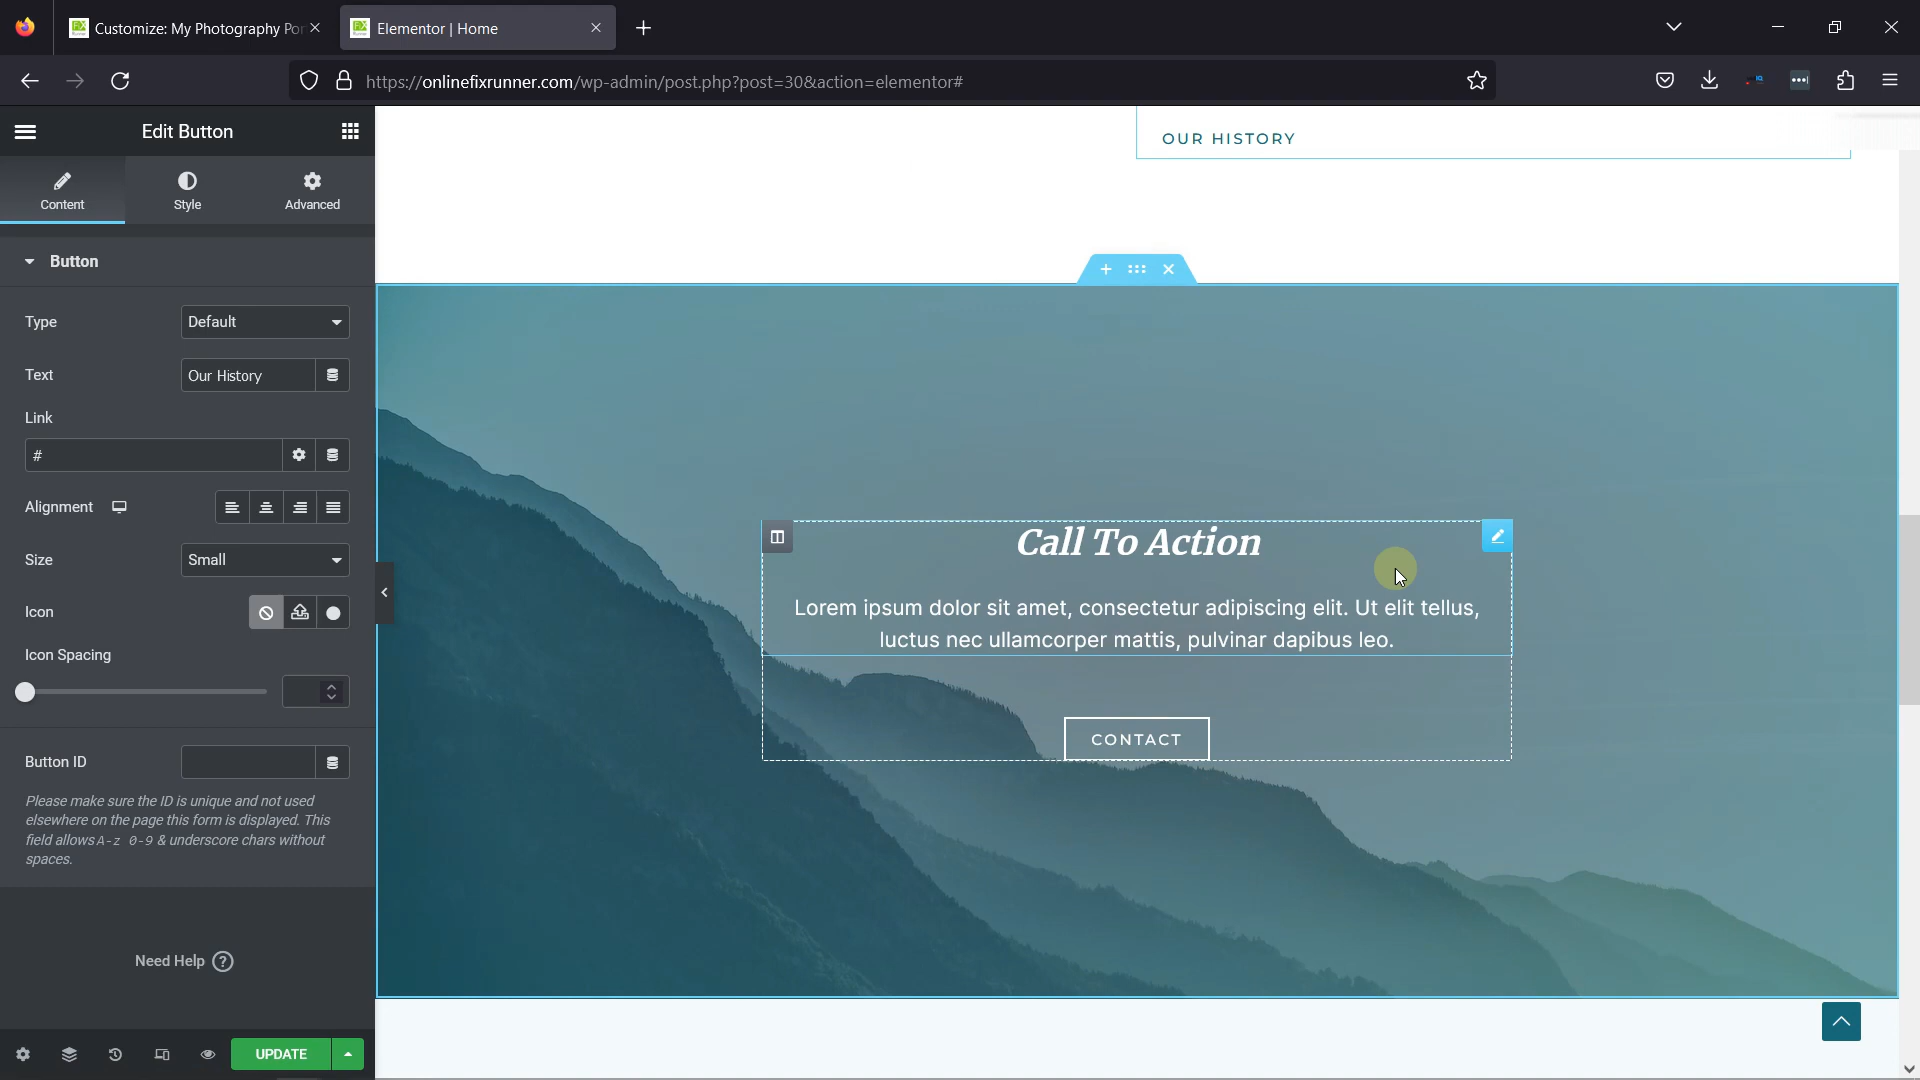 Customize: My Photography Por
Elementor | Home
https://onlinefixrunner.com/wp-admin/post.php?post=30&action=elementor#
Edit Button
Content
Style
Advanced
Button
Type
Default
Text
Our History
Link
#
Alignment
Size
Small
Icon
Icon Spacing
Button ID
Please make sure the ID is unique and not used
elsewhere on the page this form is displayed. This
field allows A-z 0-9 & underscore chars without
spaces.
Need Help ?
UPDATE
OUR HISTORY
Call To Action
Lorem ipsum dolor sit amet, consectetur adipiscing elit. Ut elit tellus,
luctus nec ullamcorper mattis, pulvinar dapibus leo.
CONTACT